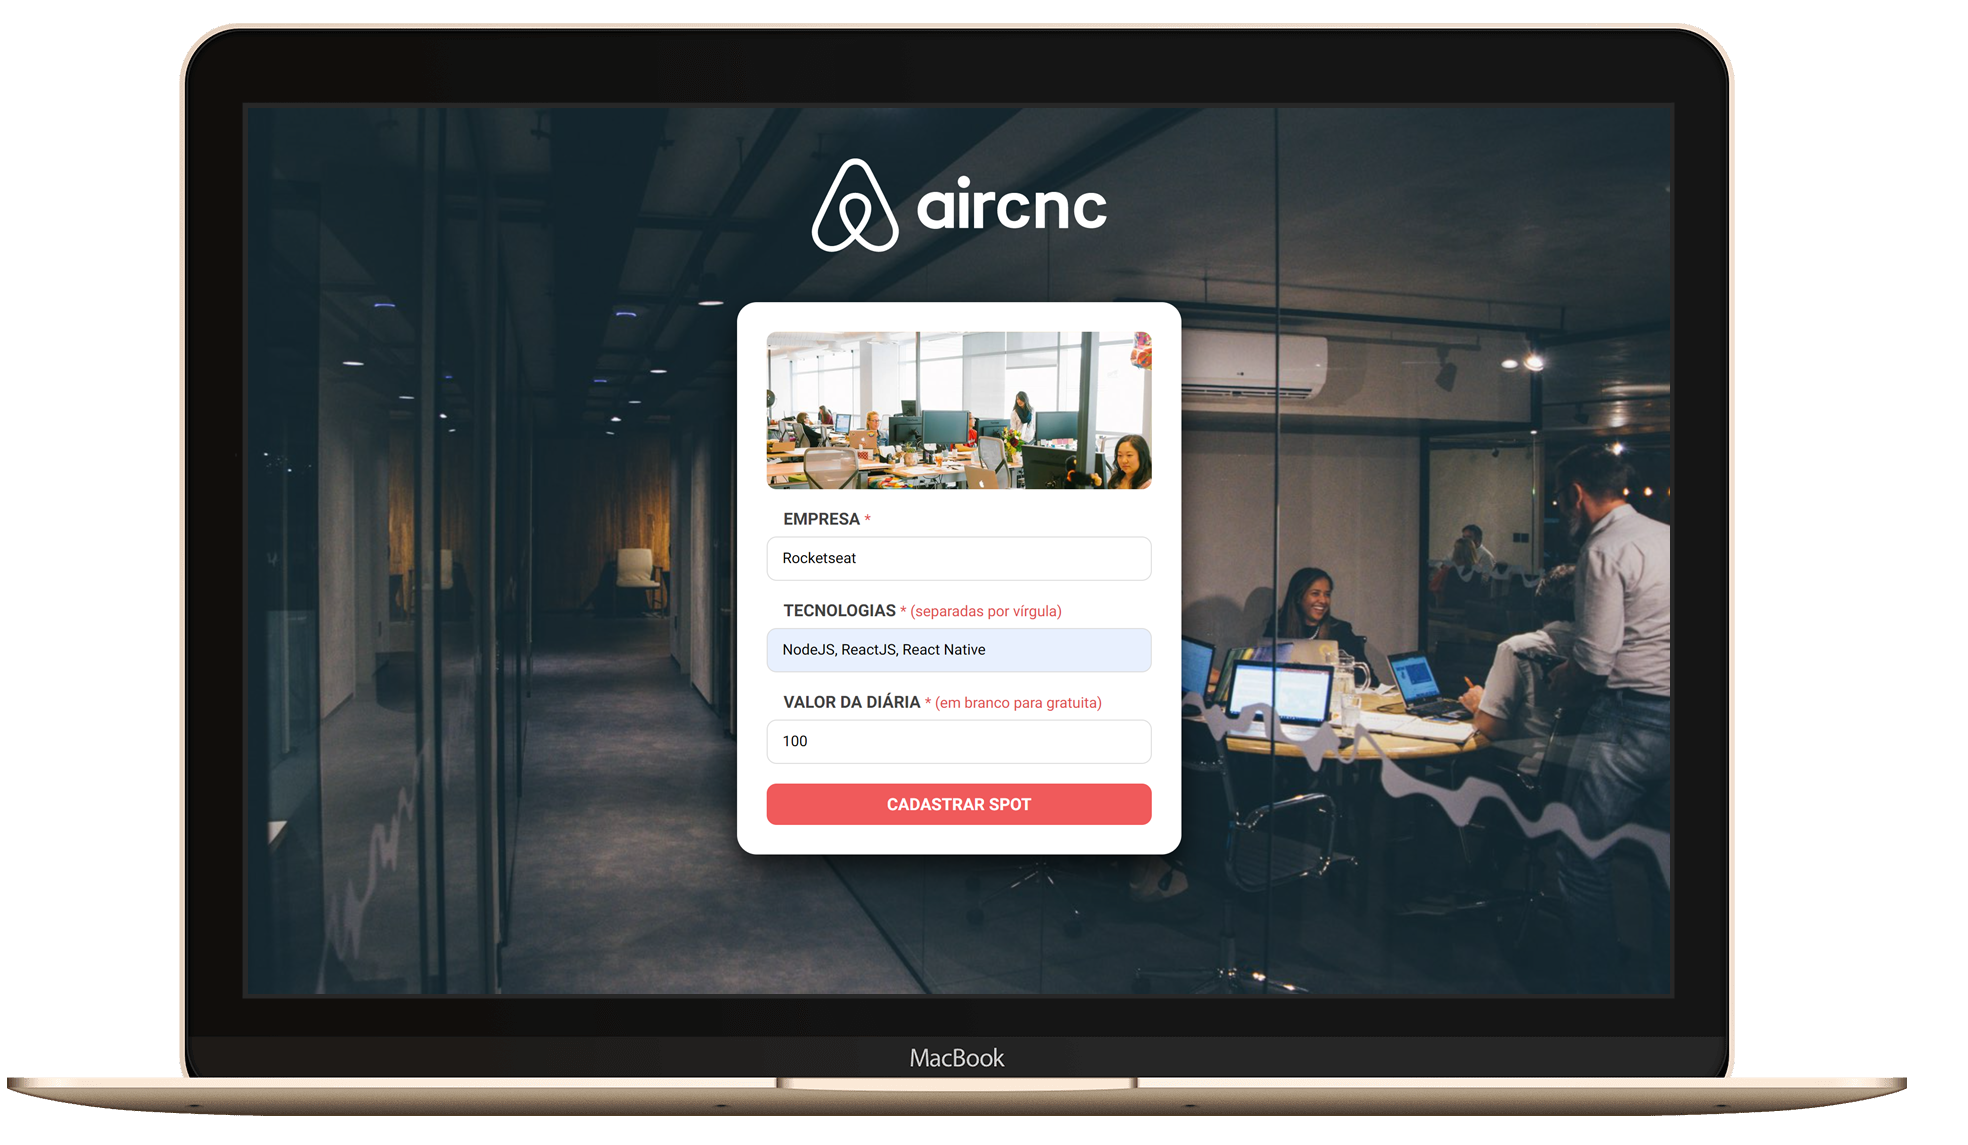 aircnc
EMPRESA *
Rocketseat
TECNOLOGIAS * (separadas por vírgula)
NodeJS, ReactJS, React Native
VALOR DA DIÁRIA * (em branco para gratuita)
100
CADASTRAR SPOT
MacBook